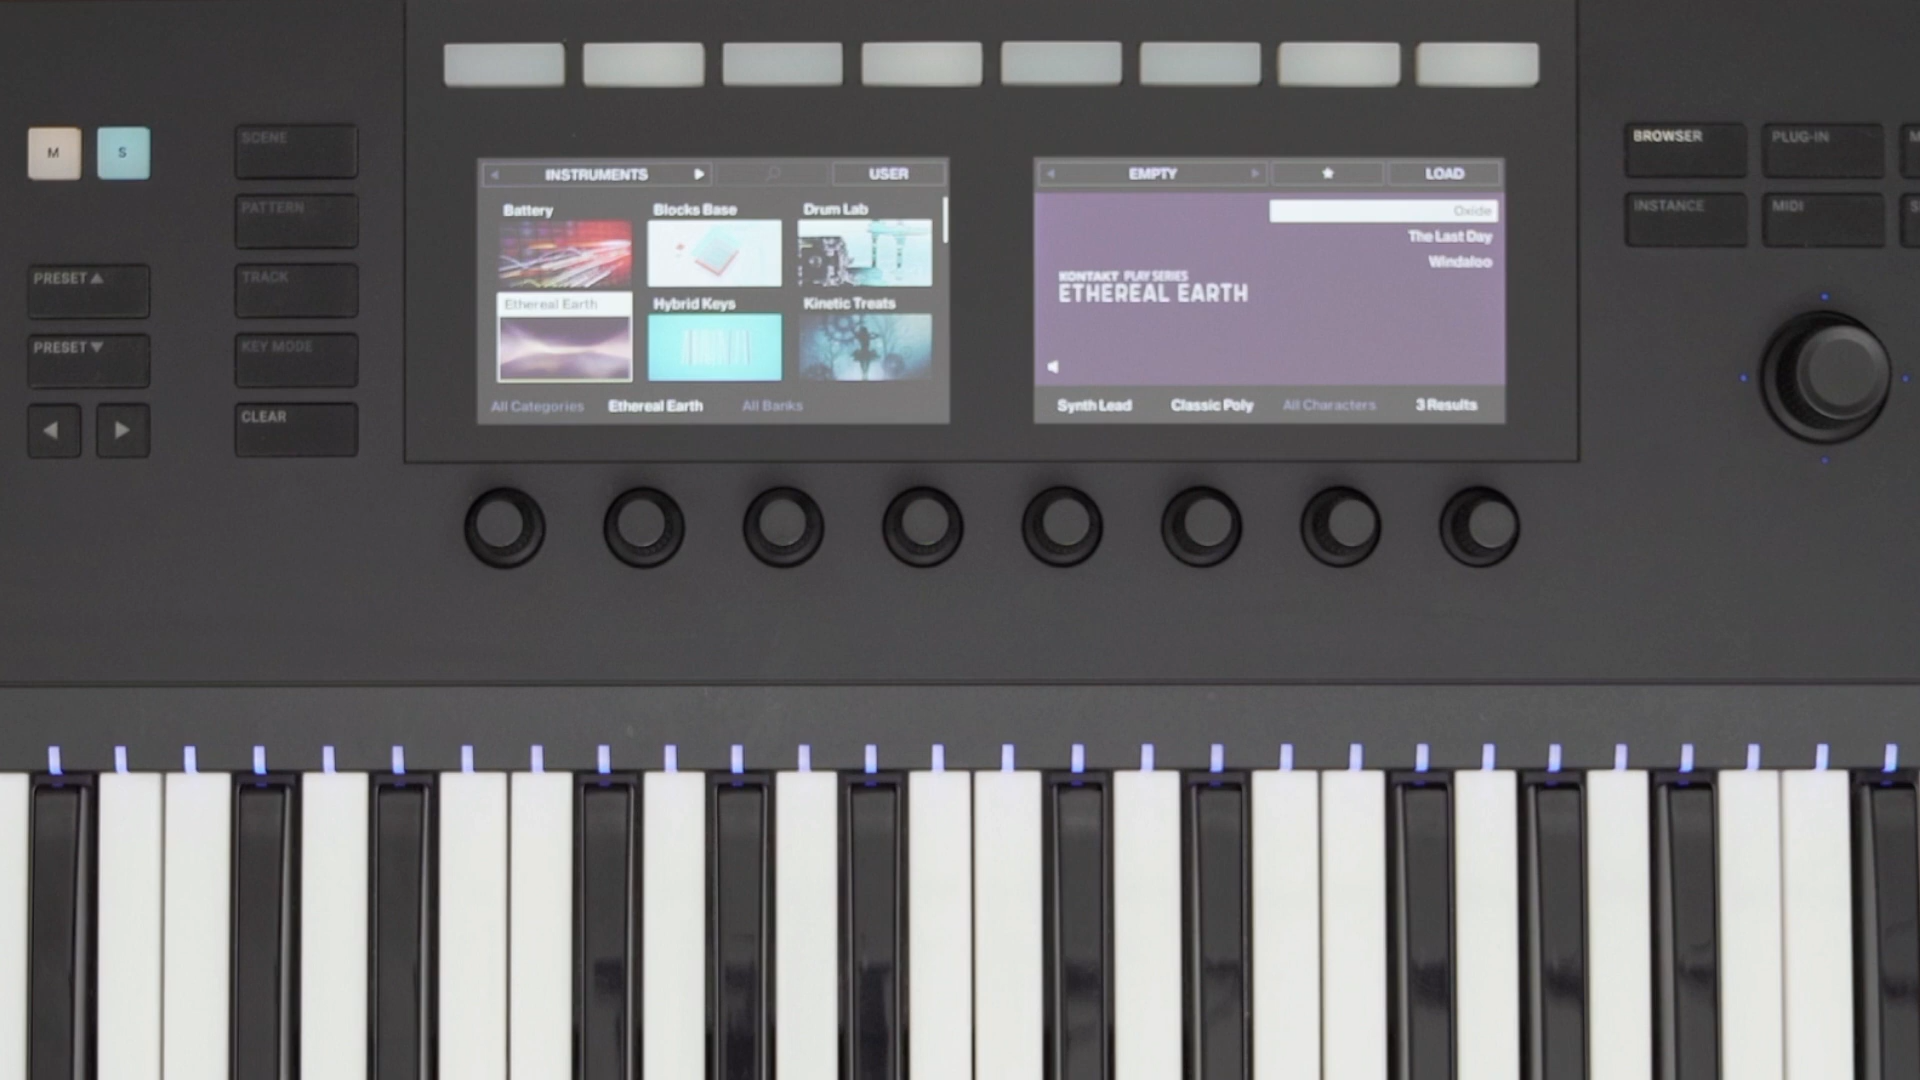 M S
SCENE
PATTERN
PRESET ▲
TRACK
PRESET ▼
KEY MODE
CLEAR
INSTRUMENTS USER
Battery Blocks Base Drum Lab
Ethereal Earth Hybrid Keys Kinetic Treats
All Categories Ethereal Earth All Banks
EMPTY ★ LOAD
Oxide
The Last Day
Windaloo
KONTAKT PLAY SERIES
ETHEREAL EARTH
Synth Lead Classic Poly All Characters 3 Results
BROWSER PLUG-IN M
INSTANCE MIDI S